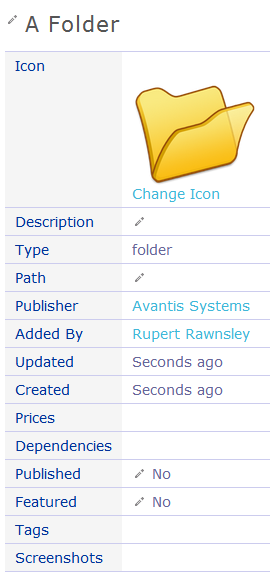 A Folder
Icon
Change Icon
Description
Type folder
Path
Publisher Avantis Systems
Added By Rupert Rawnsley
Updated Seconds ago
Created Seconds ago
Prices
Dependencies
Published No
Featured No
Tags
Screenshots